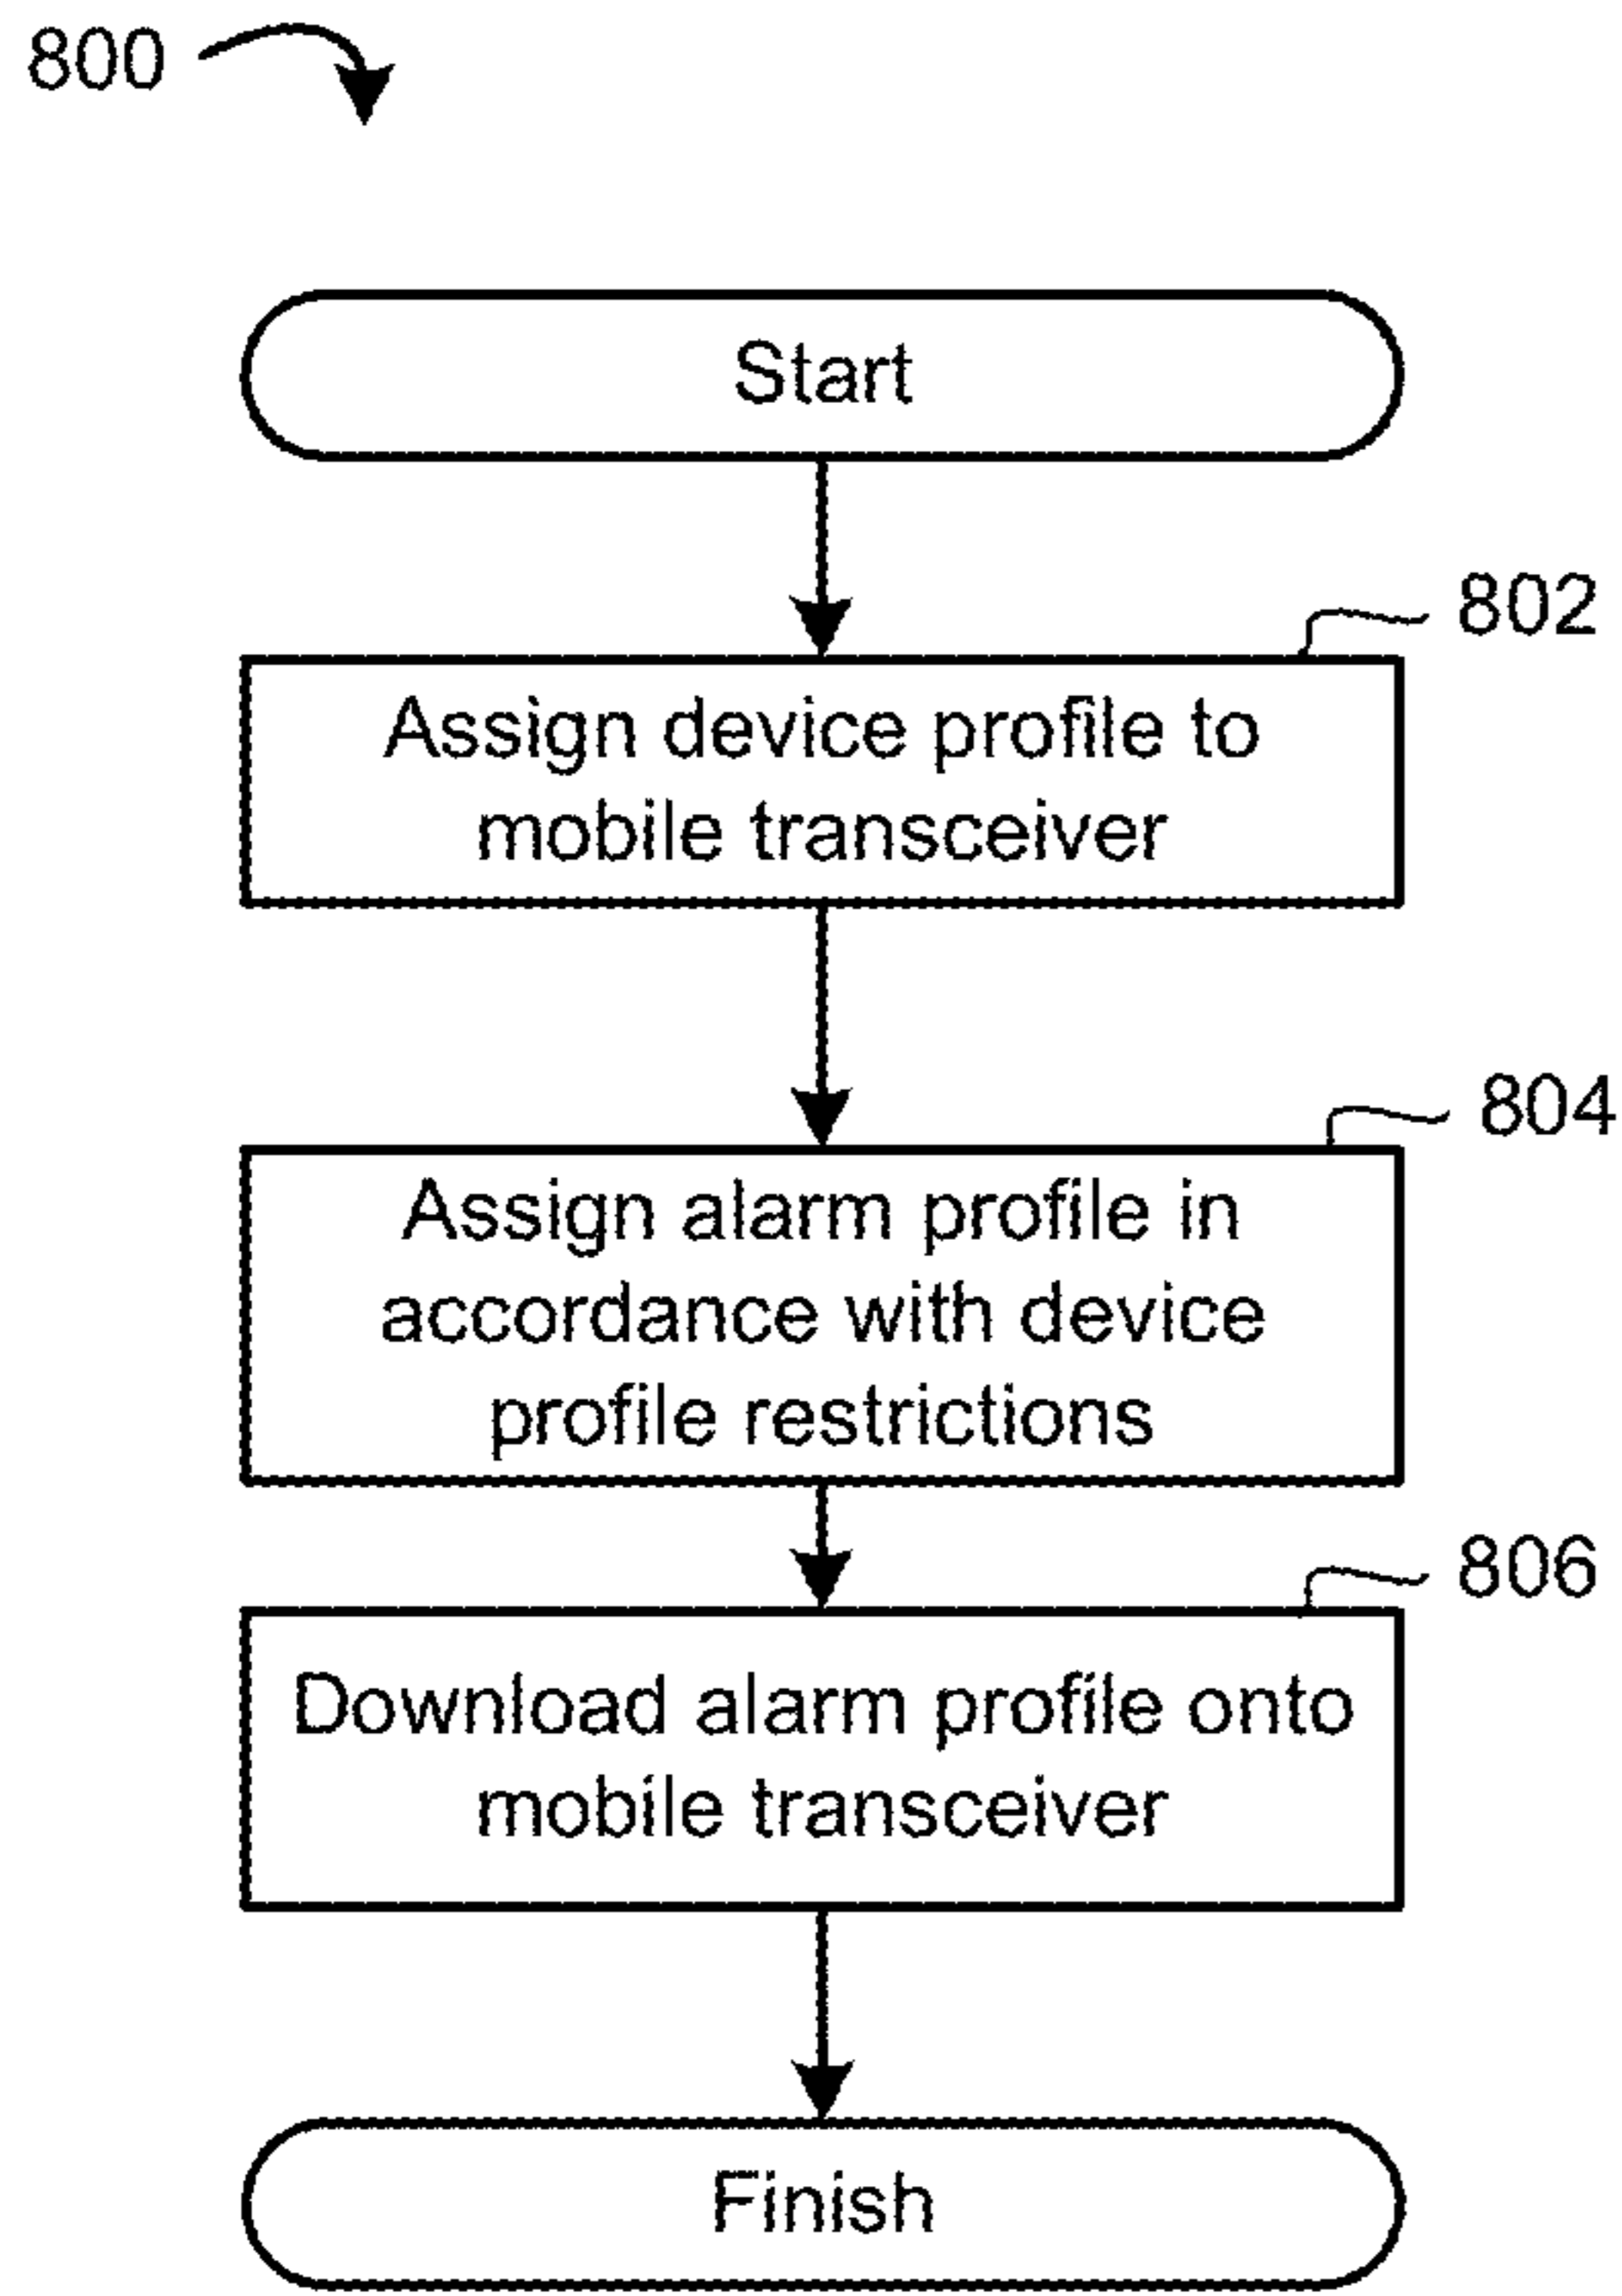 800
Start
802
Assign device profile to
mobile transceiver
804
Assign alarm profile in
accordance with device
profile restrictions
806
Download alarm profile onto
mobile transceiver
Finish